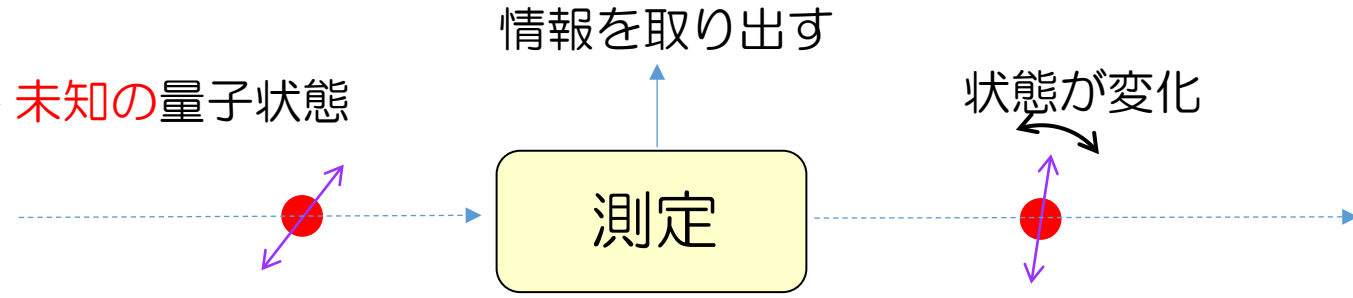 情報を取り出す
未知の量子状態
状態が変化
測定